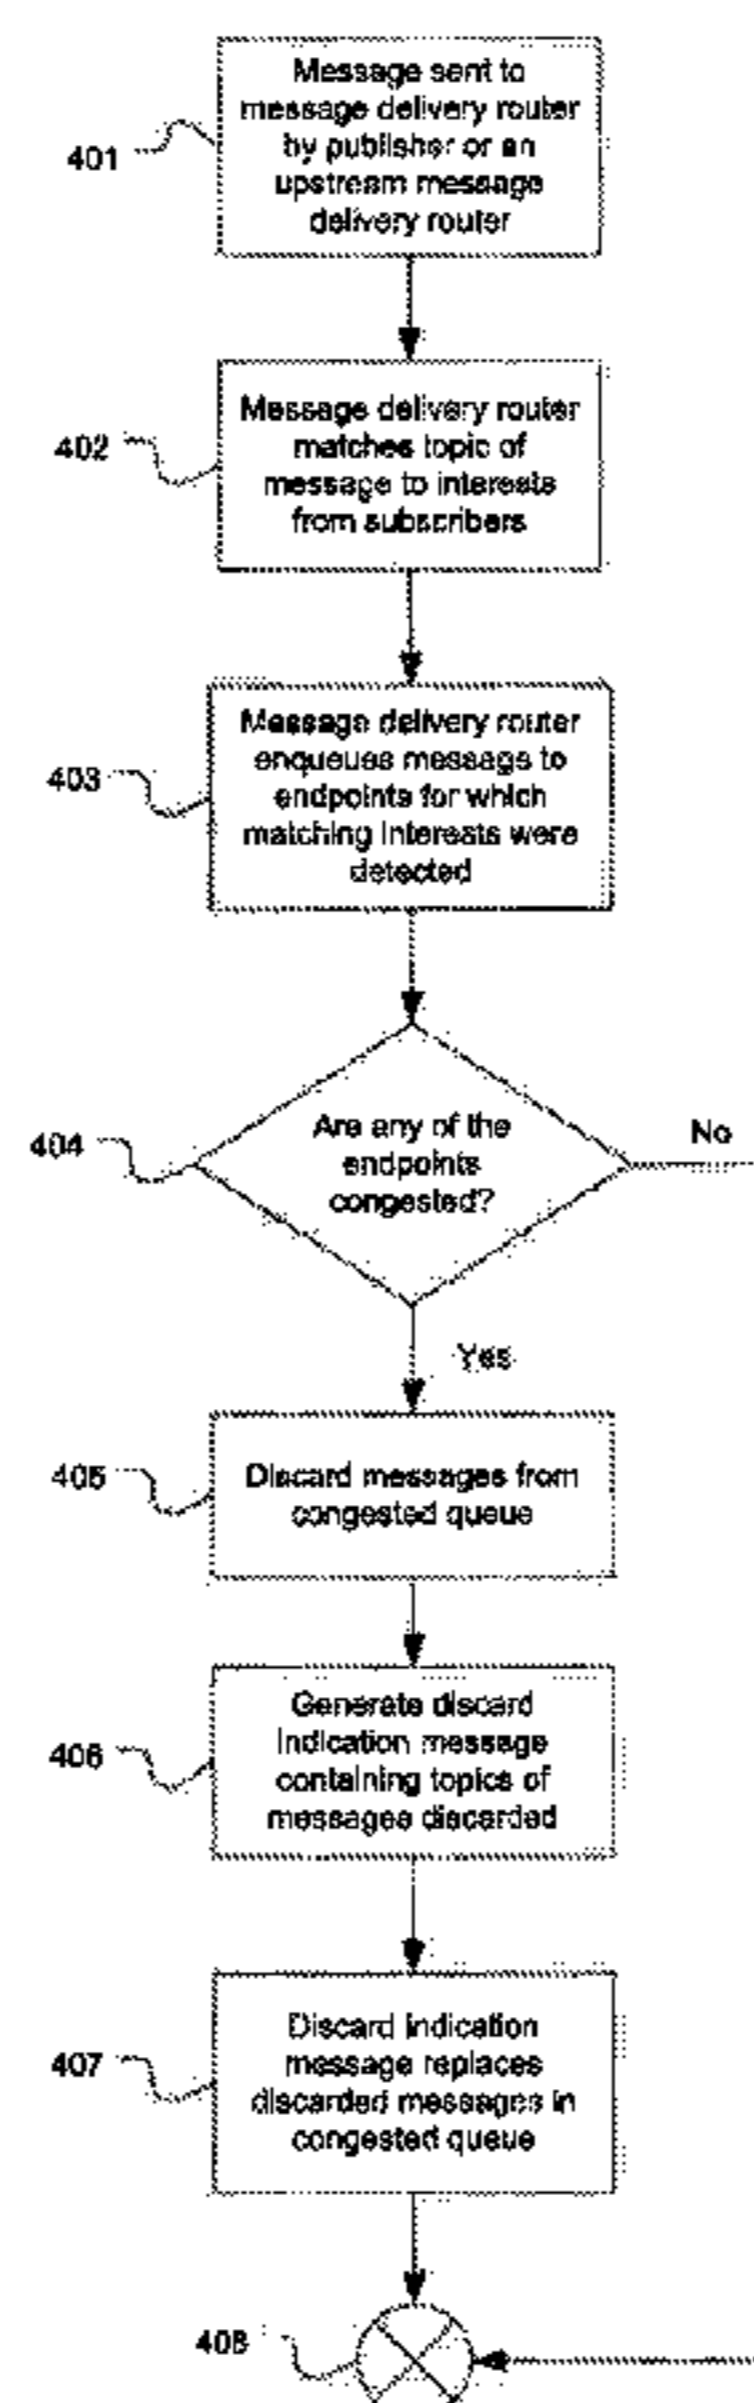 Message sent to
message delivery router
by publisher or an
upstream message
delivery router
401
Message delivery router
matches topic of
message to interests
from subscribers
402
Message delivery router
enqueues message to
endpoints for which
matching interests were
detected
403
Are any of the
endpoints
congested?
404
No
Yes
Discard messages from
congested queue
405
Generate discard
indication message
containing topics of
messages discarded
406
Discard indication
message replaces
discarded messages in
congested queue
407
408